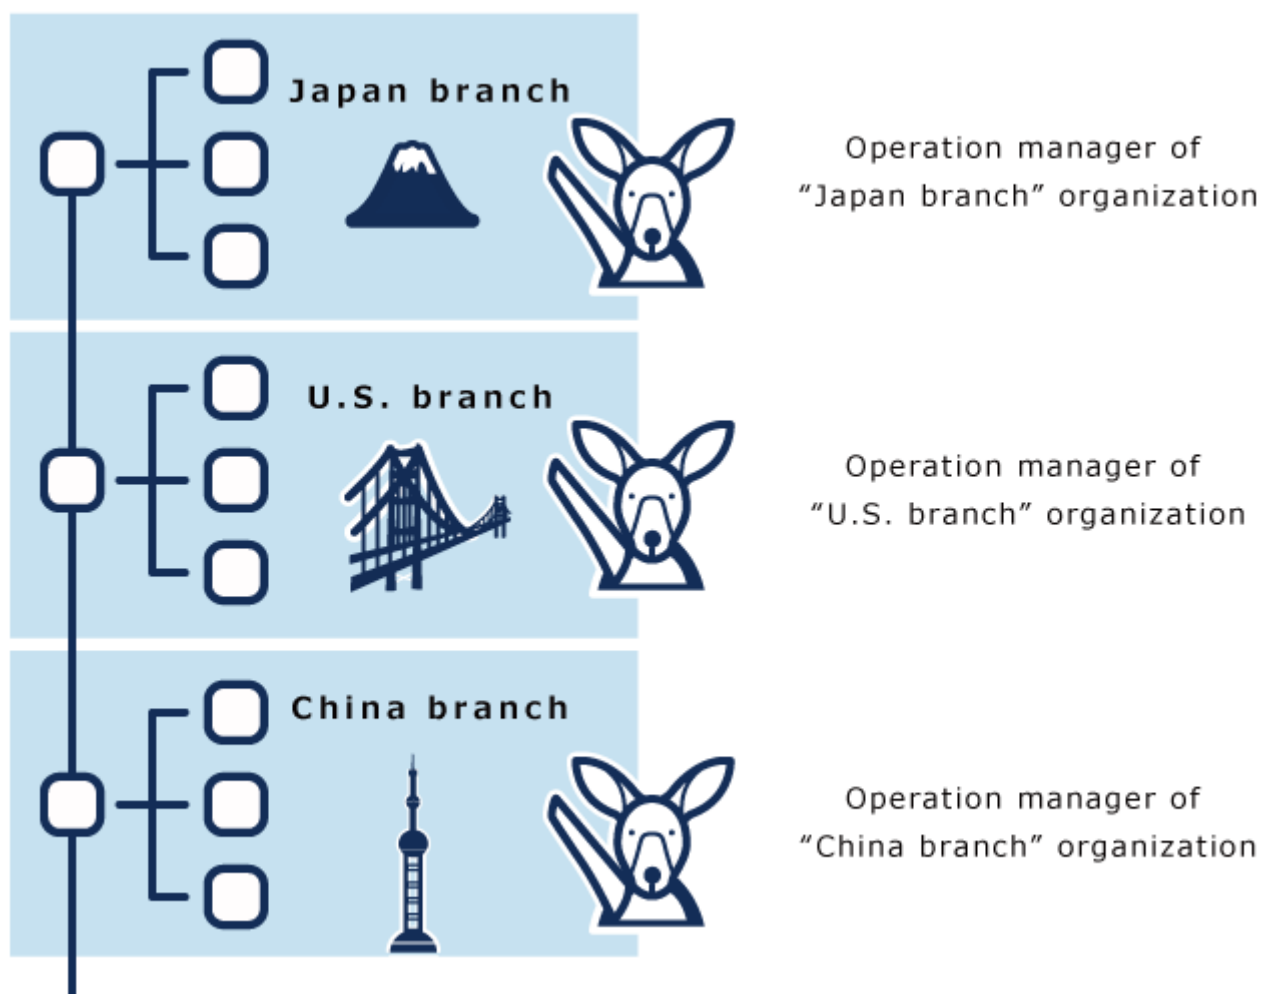 Japan branch
Operation manager of
“Japan branch” organization
U.S. branch
Operation manager of
“U.S. branch” organization
China branch
Operation manager of
“China branch” organization